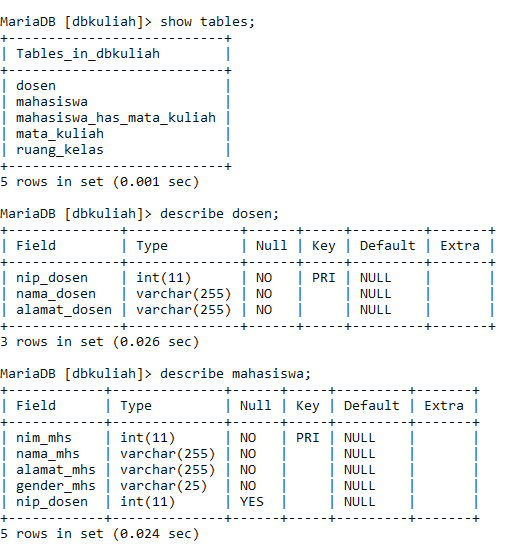 MariaDB [dbkuliah]> show tables;
+---------------------------+
| Tables_in_dbkuliah        |
+---------------------------+
| dosen                     |
| mahasiswa                 |
| mahasiswa_has_mata_kuliah |
| mata_kuliah               |
| ruang_kelas               |
+---------------------------+
5 rows in set (0.001 sec)
MariaDB [dbkuliah]> describe dosen;
+--------------+--------------+------+-----+---------+-------+
| Field        | Type         | Null | Key | Default | Extra |
+--------------+--------------+------+-----+---------+-------+
| nip_dosen    | int(11)      | NO   | PRI | NULL    |       |
| nama_dosen   | varchar(255) | NO   |     | NULL    |       |
| alamat_dosen | varchar(255) | NO   |     | NULL    |       |
+--------------+--------------+------+-----+---------+-------+
3 rows in set (0.026 sec)
MariaDB [dbkuliah]> describe mahasiswa;
+------------+--------------+------+-----+---------+-------+
| Field      | Type         | Null | Key | Default | Extra |
+------------+--------------+------+-----+---------+-------+
| nim_mhs    | int(11)      | NO   | PRI | NULL    |       |
| nama_mhs   | varchar(255) | NO   |     | NULL    |       |
| alamat_mhs | varchar(255) | NO   |     | NULL    |       |
| gender_mhs | varchar(25)  | NO   |     | NULL    |       |
| nip_dosen  | int(11)      | YES  |     | NULL    |       |
+------------+--------------+------+-----+---------+-------+
5 rows in set (0.024 sec)